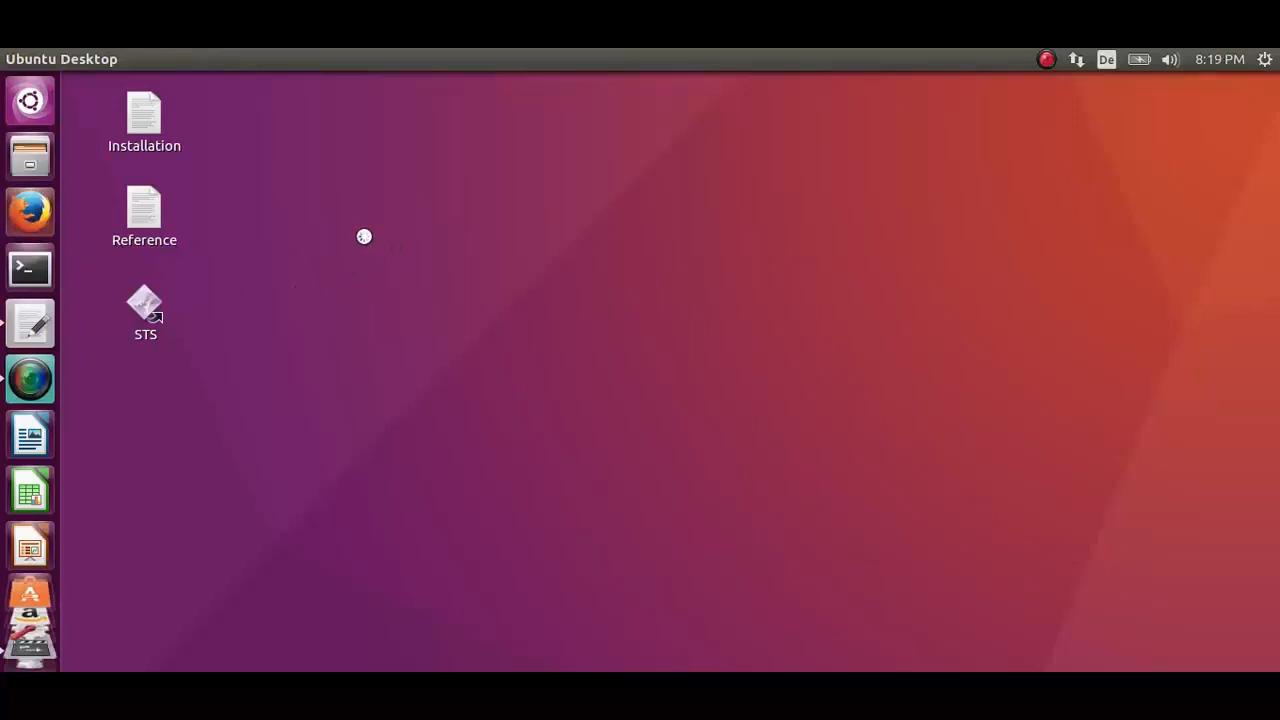 Ubuntu Desktop
De
8:19 PM
Installation
Reference
STS